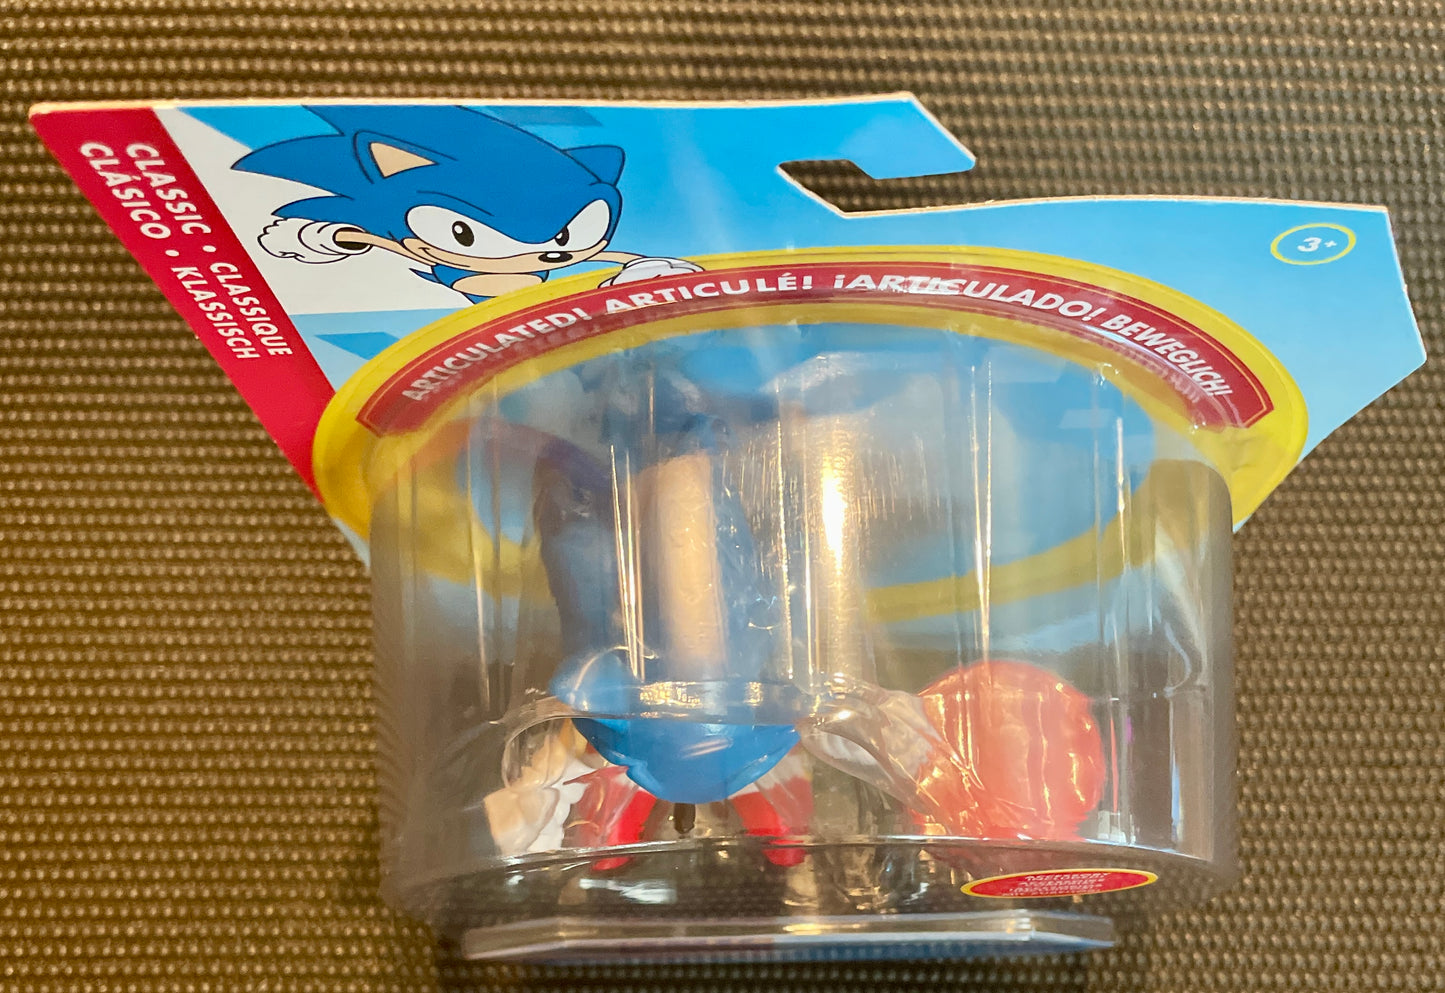 CLASSIC • CLASSIQUE
CLÁSICO • KLASSISCH
ARTICULATED! ARTICULÉ! ¡ARTICULADO! BEWEGLICH!
3+